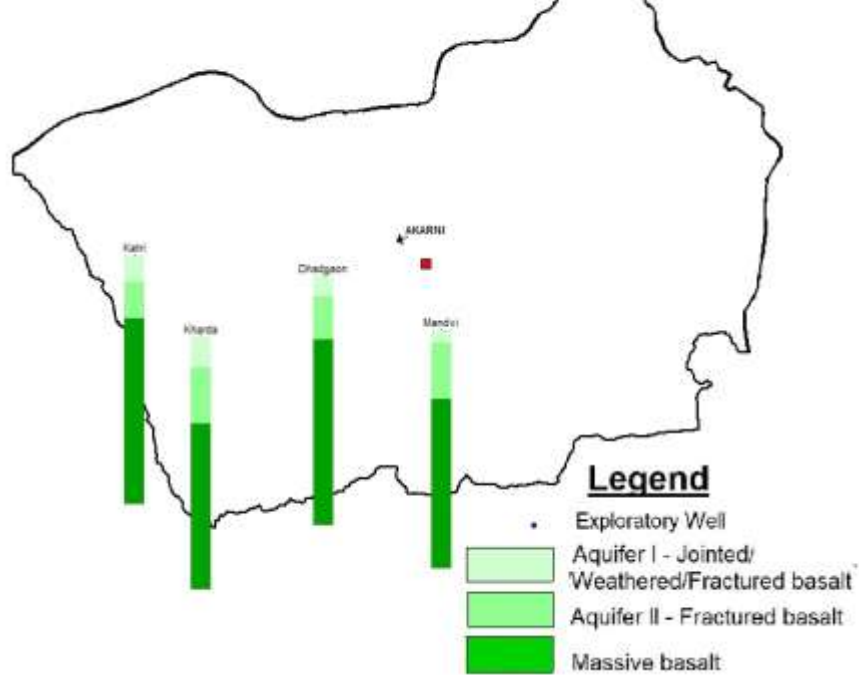 AKARNI
Katri
Dhadgaon
Mandvi
Kharda
Legend
Exploratory Well
Aquifer I - Jointed/
Weathered/Fractured basalt
Aquifer II - Fractured basalt
Massive basalt